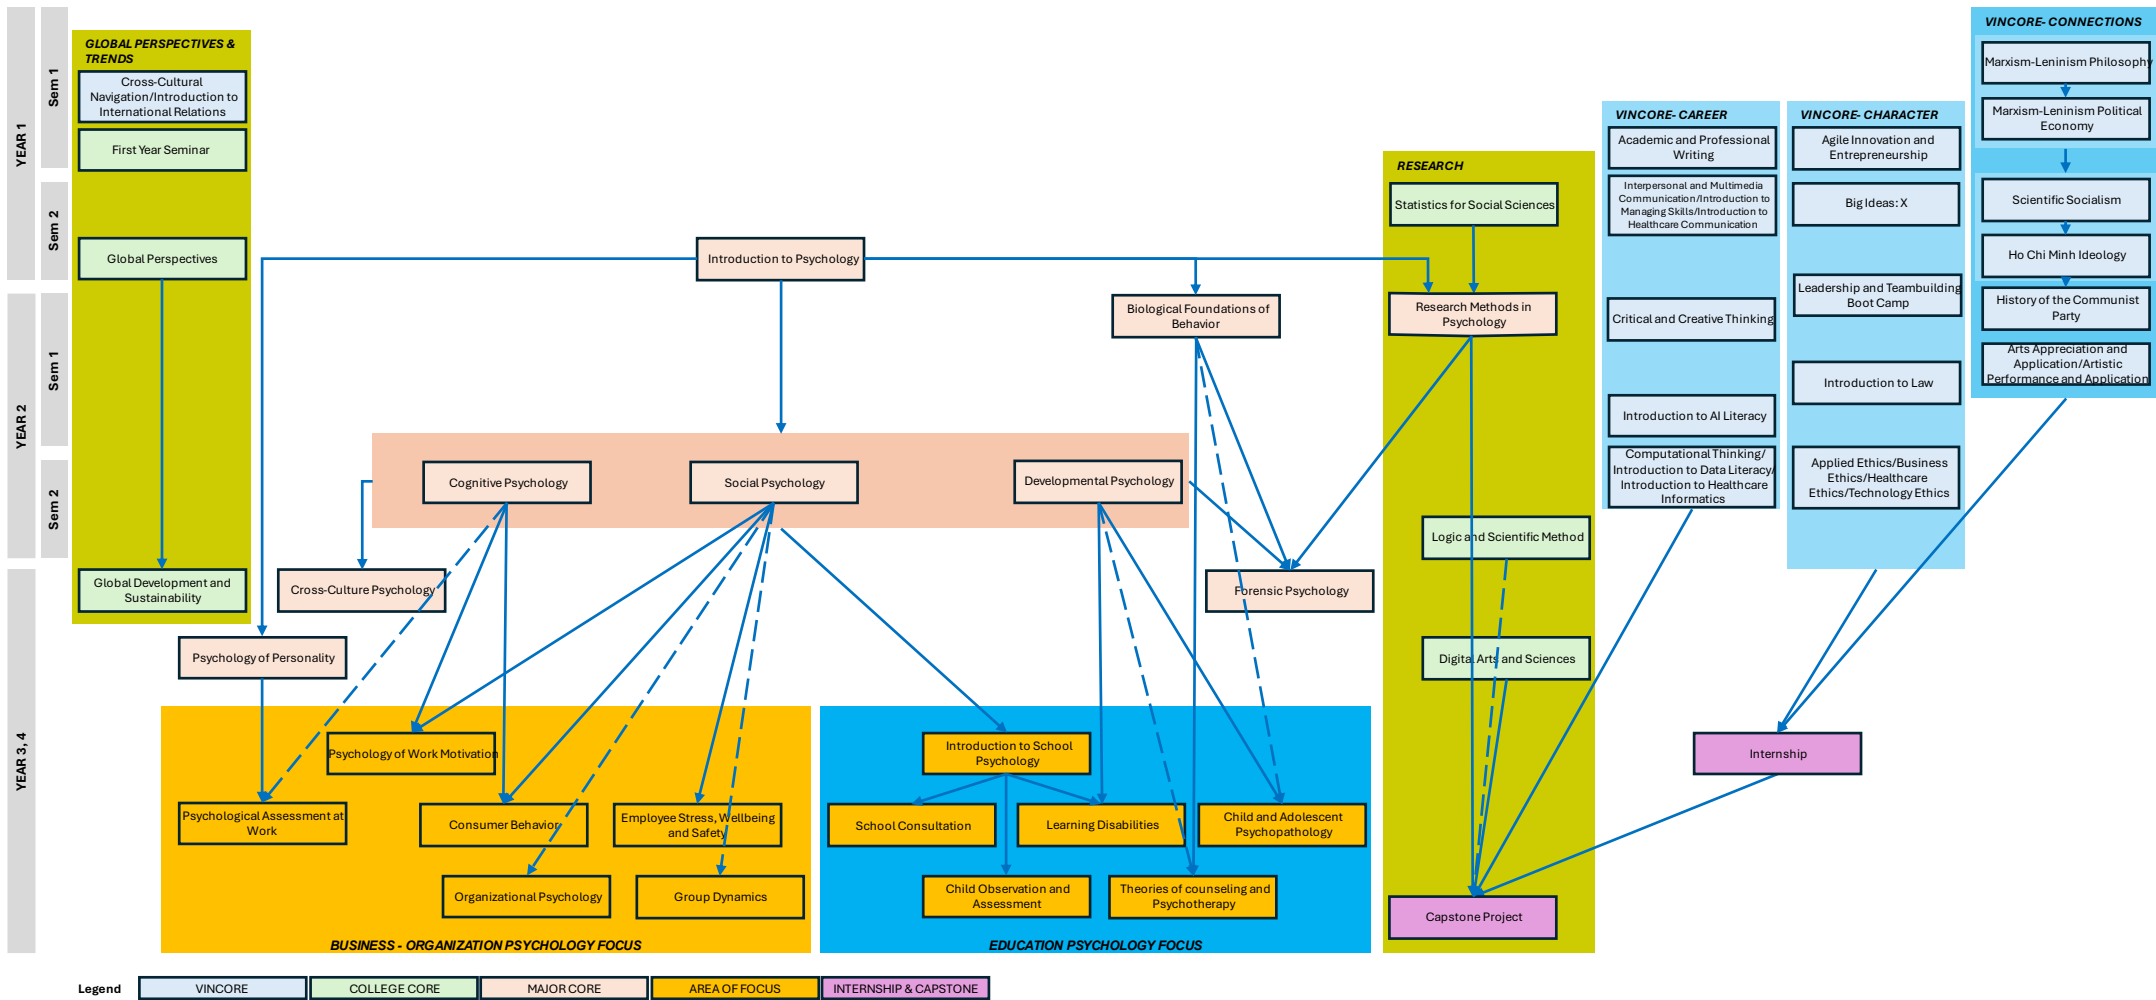 YEAR 1
Sem 1
Sem 2
YEAR 2
Sem 1
Sem 2
YEAR 3, 4
GLOBAL PERSPECTIVES &
TRENDS
Cross-Cultural
Navigation/Introduction to
International Relations
First Year Seminar
Global Perspectives
Global Development and
Sustainability
Introduction to Psychology
Biological Foundations of
Behavior
Cognitive Psychology
Social Psychology
Developmental Psychology
Cross-Culture Psychology
Forensic Psychology
Psychology of Personality
Psychology of Work Motivation
Psychological Assessment at
Work
Consumer Behavior
Employee Stress, Wellbeing
and Safety
Organizational Psychology
Group Dynamics
BUSINESS - ORGANIZATION PSYCHOLOGY FOCUS
Introduction to School
Psychology
School Consultation
Learning Disabilities
Child and Adolescent
Psychopathology
Child Observation and
Assessment
Theories of counseling and
Psychotherapy
EDUCATION PSYCHOLOGY FOCUS
RESEARCH
Statistics for Social Sciences
Research Methods in
Psychology
Logic and Scientific Method
Digital Arts and Sciences
Capstone Project
VINCORE- CAREER
Academic and Professional
Writing
Interpersonal and Multimedia
Communication/Introduction to
Managing Skills/Introduction to
Healthcare Communication
Critical and Creative Thinking
Introduction to AI Literacy
Computational Thinking/
Introduction to Data Literacy/
Introduction to Healthcare
Informatics
VINCORE- CHARACTER
Agile Innovation and
Entrepreneurship
Big Ideas: X
Leadership and Teambuilding
Boot Camp
Introduction to Law
Applied Ethics/Business
Ethics/Healthcare
Ethics/Technology Ethics
VINCORE- CONNECTIONS
Marxism-Leninism Philosophy
Marxism-Leninism Political
Economy
Scientific Socialism
Ho Chi Minh Ideology
History of the Communist
Party
Arts Appreciation and
Application/Artistic
Performance and Application
Internship
Legend
VINCORE
COLLEGE CORE
MAJOR CORE
AREA OF FOCUS
INTERNSHIP & CAPSTONE